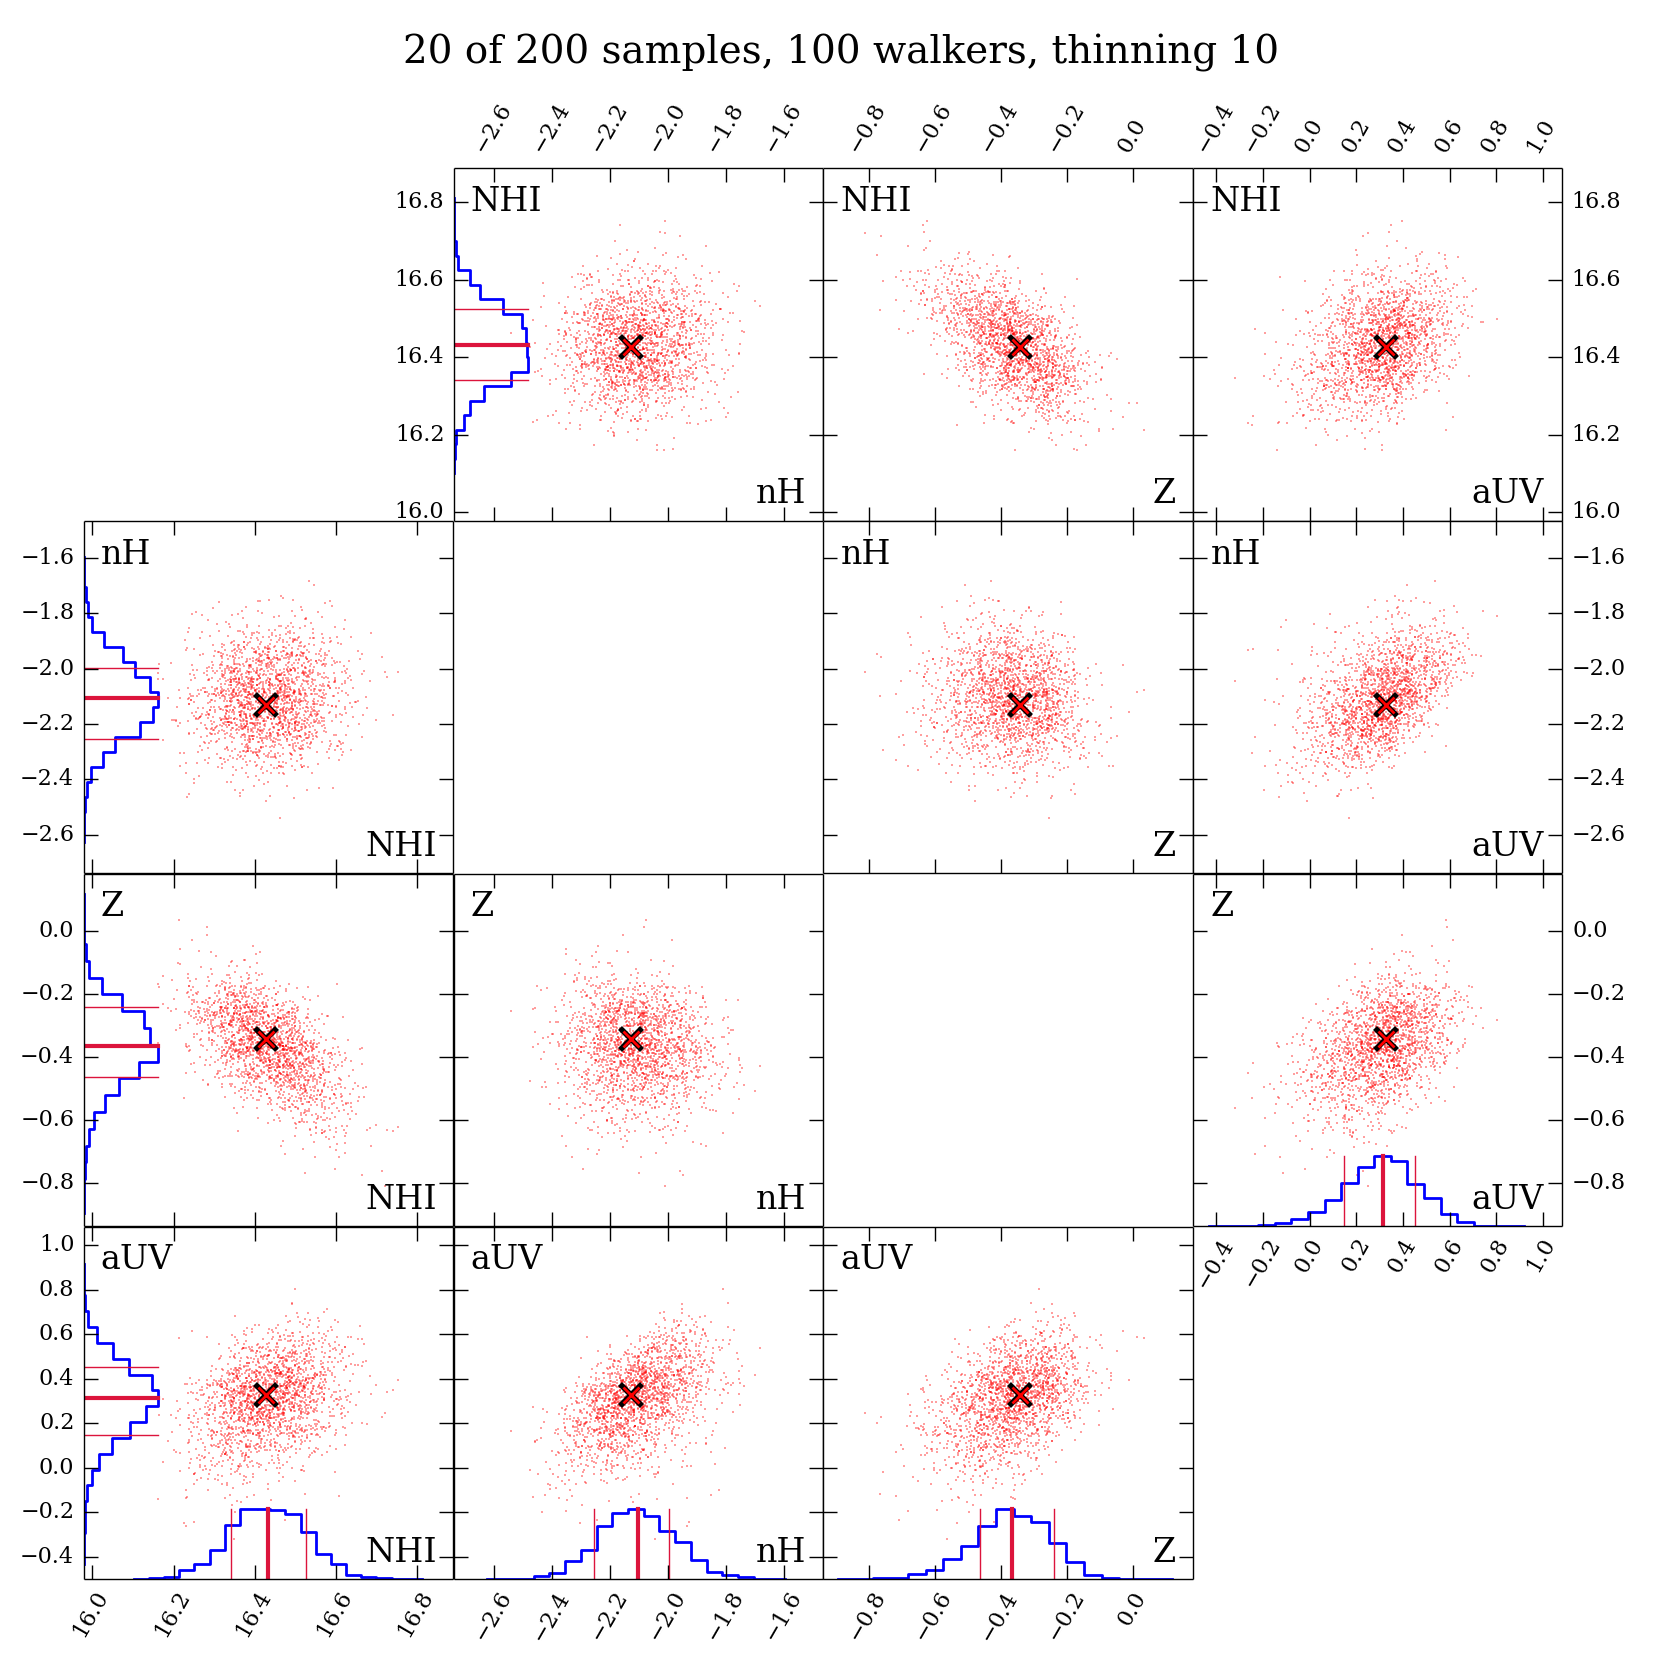 20 of 200 samples, 100 walkers, thinning 10
−2.6 −2.4 −2.2 −2.0 −1.8 −1.6 −0.8 −0.6 −0.4 −0.2 0.0 −0.4 −0.2 0.0 0.2 0.4 0.6 0.8 1.0
16.8 NHI NHI NHI 16.8
16.6 16.6
16.4 16.4
16.2 16.2
nH Z aUV
16.0 16.0
−1.6 nH nH nH −1.6
−1.8 −1.8
−2.0 −2.0
−2.2 −2.2
−2.4 −2.4
−2.6 NHI Z aUV −2.6
Z Z Z
0.0 0.0
−0.2 −0.2
−0.4 −0.4
−0.6 −0.6
−0.8 NHI nH aUV −0.8
−0.4 −0.2 0.0 0.2 0.4 0.6 0.8 1.0
1.0 aUV aUV aUV
0.8
0.6
0.4
0.2
0.0
−0.2
−0.4 NHI nH Z
16.0 16.2 16.4 16.6 16.8 −2.6 −2.4 −2.2 −2.0 −1.8 −1.6 −0.8 −0.6 −0.4 −0.2 0.0